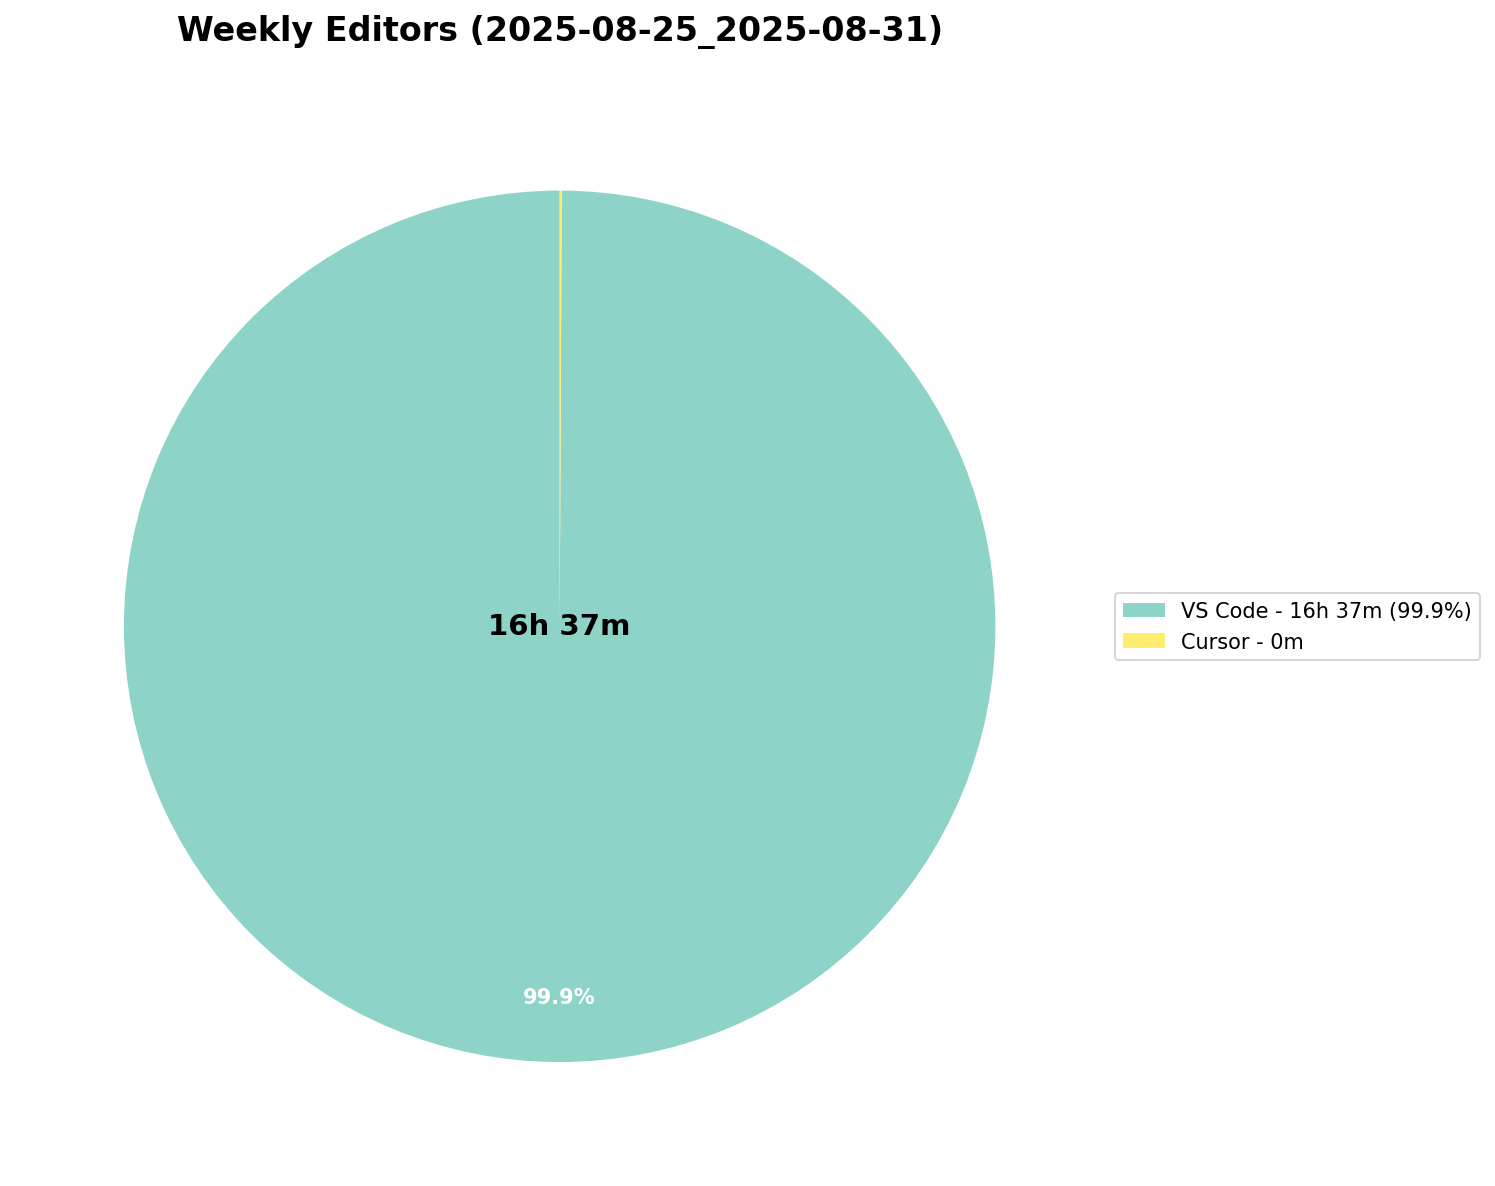 Weekly Editors (2025-08-25_2025-08-31)
16h 37m
99.9%
VS Code - 16h 37m (99.9%)
Cursor - 0m